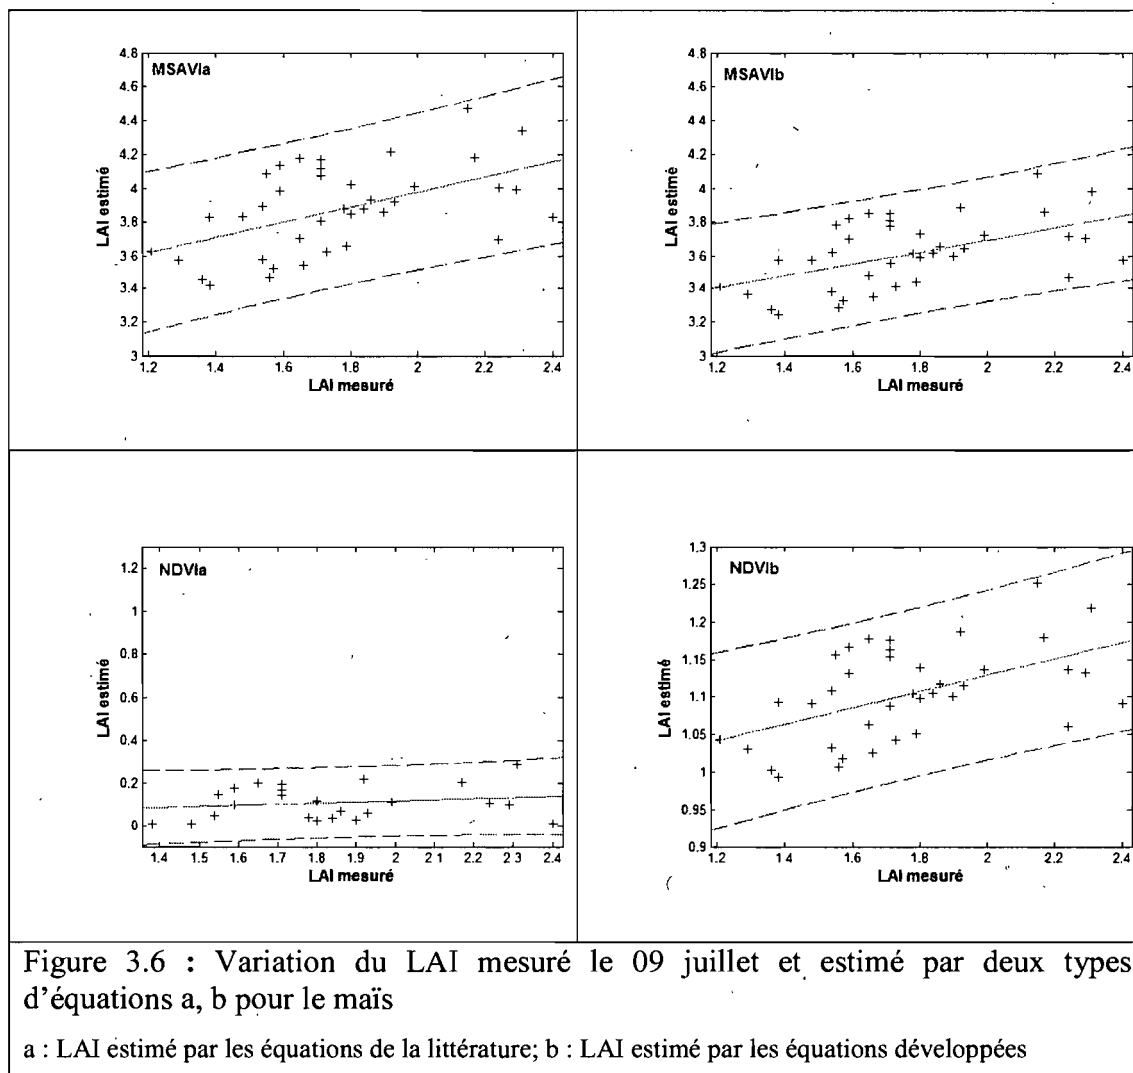 MSAVIa
4.8
4.6
4.4
4.2
4
3.8
3.6
3.4
3.2
3
LAI estimé
1.2 1.4 1.6 1.8 2 2.2 2.4
LAI mesuré
MSAVIb
4.8
4.6
4.4
4.2
4
3.8
3.6
3.4
3.2
3
LAI estimé
1.2 1.4 1.6 1.8 2 2.2 2.4
LAI mesuré
NDVIa
1.2
1
0.8
0.6
0.4
0.2
0
LAI estimé
1.4 1.5 1.6 1.7 1.8 1.9 2 2.1 2.2 2.3 2.4
LAI mesuré
NDVIb
1.3
1.25
1.2
1.15
1.1
1.05
1
0.95
0.9
LAI estimé
1.2 1 4 1.6 1.8 2 2.2 2.4
LAI mesuré
Figure 3.6 : Variation du LAI mesuré le 09 juillet et estimé par deux types
d'équations a, b pour le maïs
a : LAI estimé par les équations de la littérature; b : LAI estimé par les équations développées